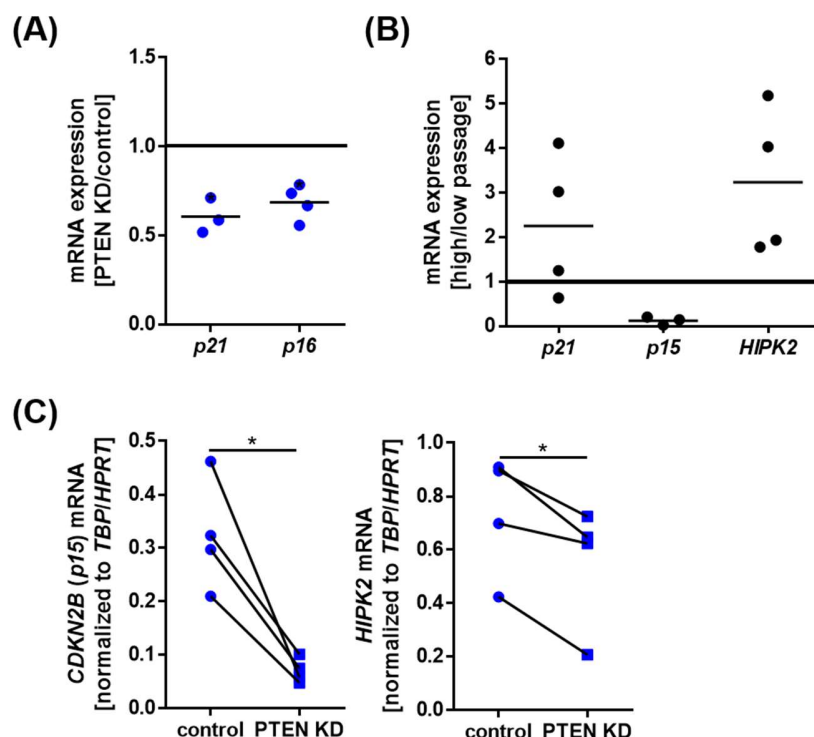 (A)
mRNA expression
[PTEN KD/control]
1.5
1.0
0.5
0.0
p21 p16
(B)
mRNA expression
[high/low passage]
6
5
4
3
2
1
0
p21 p15 HIPK2
(C)
CDKN2B (p15) mRNA
[normalized to TBP/HPRT]
0.5
0.4
0.3
0.2
0.1
0.0
*
control PTEN KD
HIPK2 mRNA
[normalized to TBP/HPRT]
1.0
0.8
0.6
0.4
0.2
0.0
*
control PTEN KD